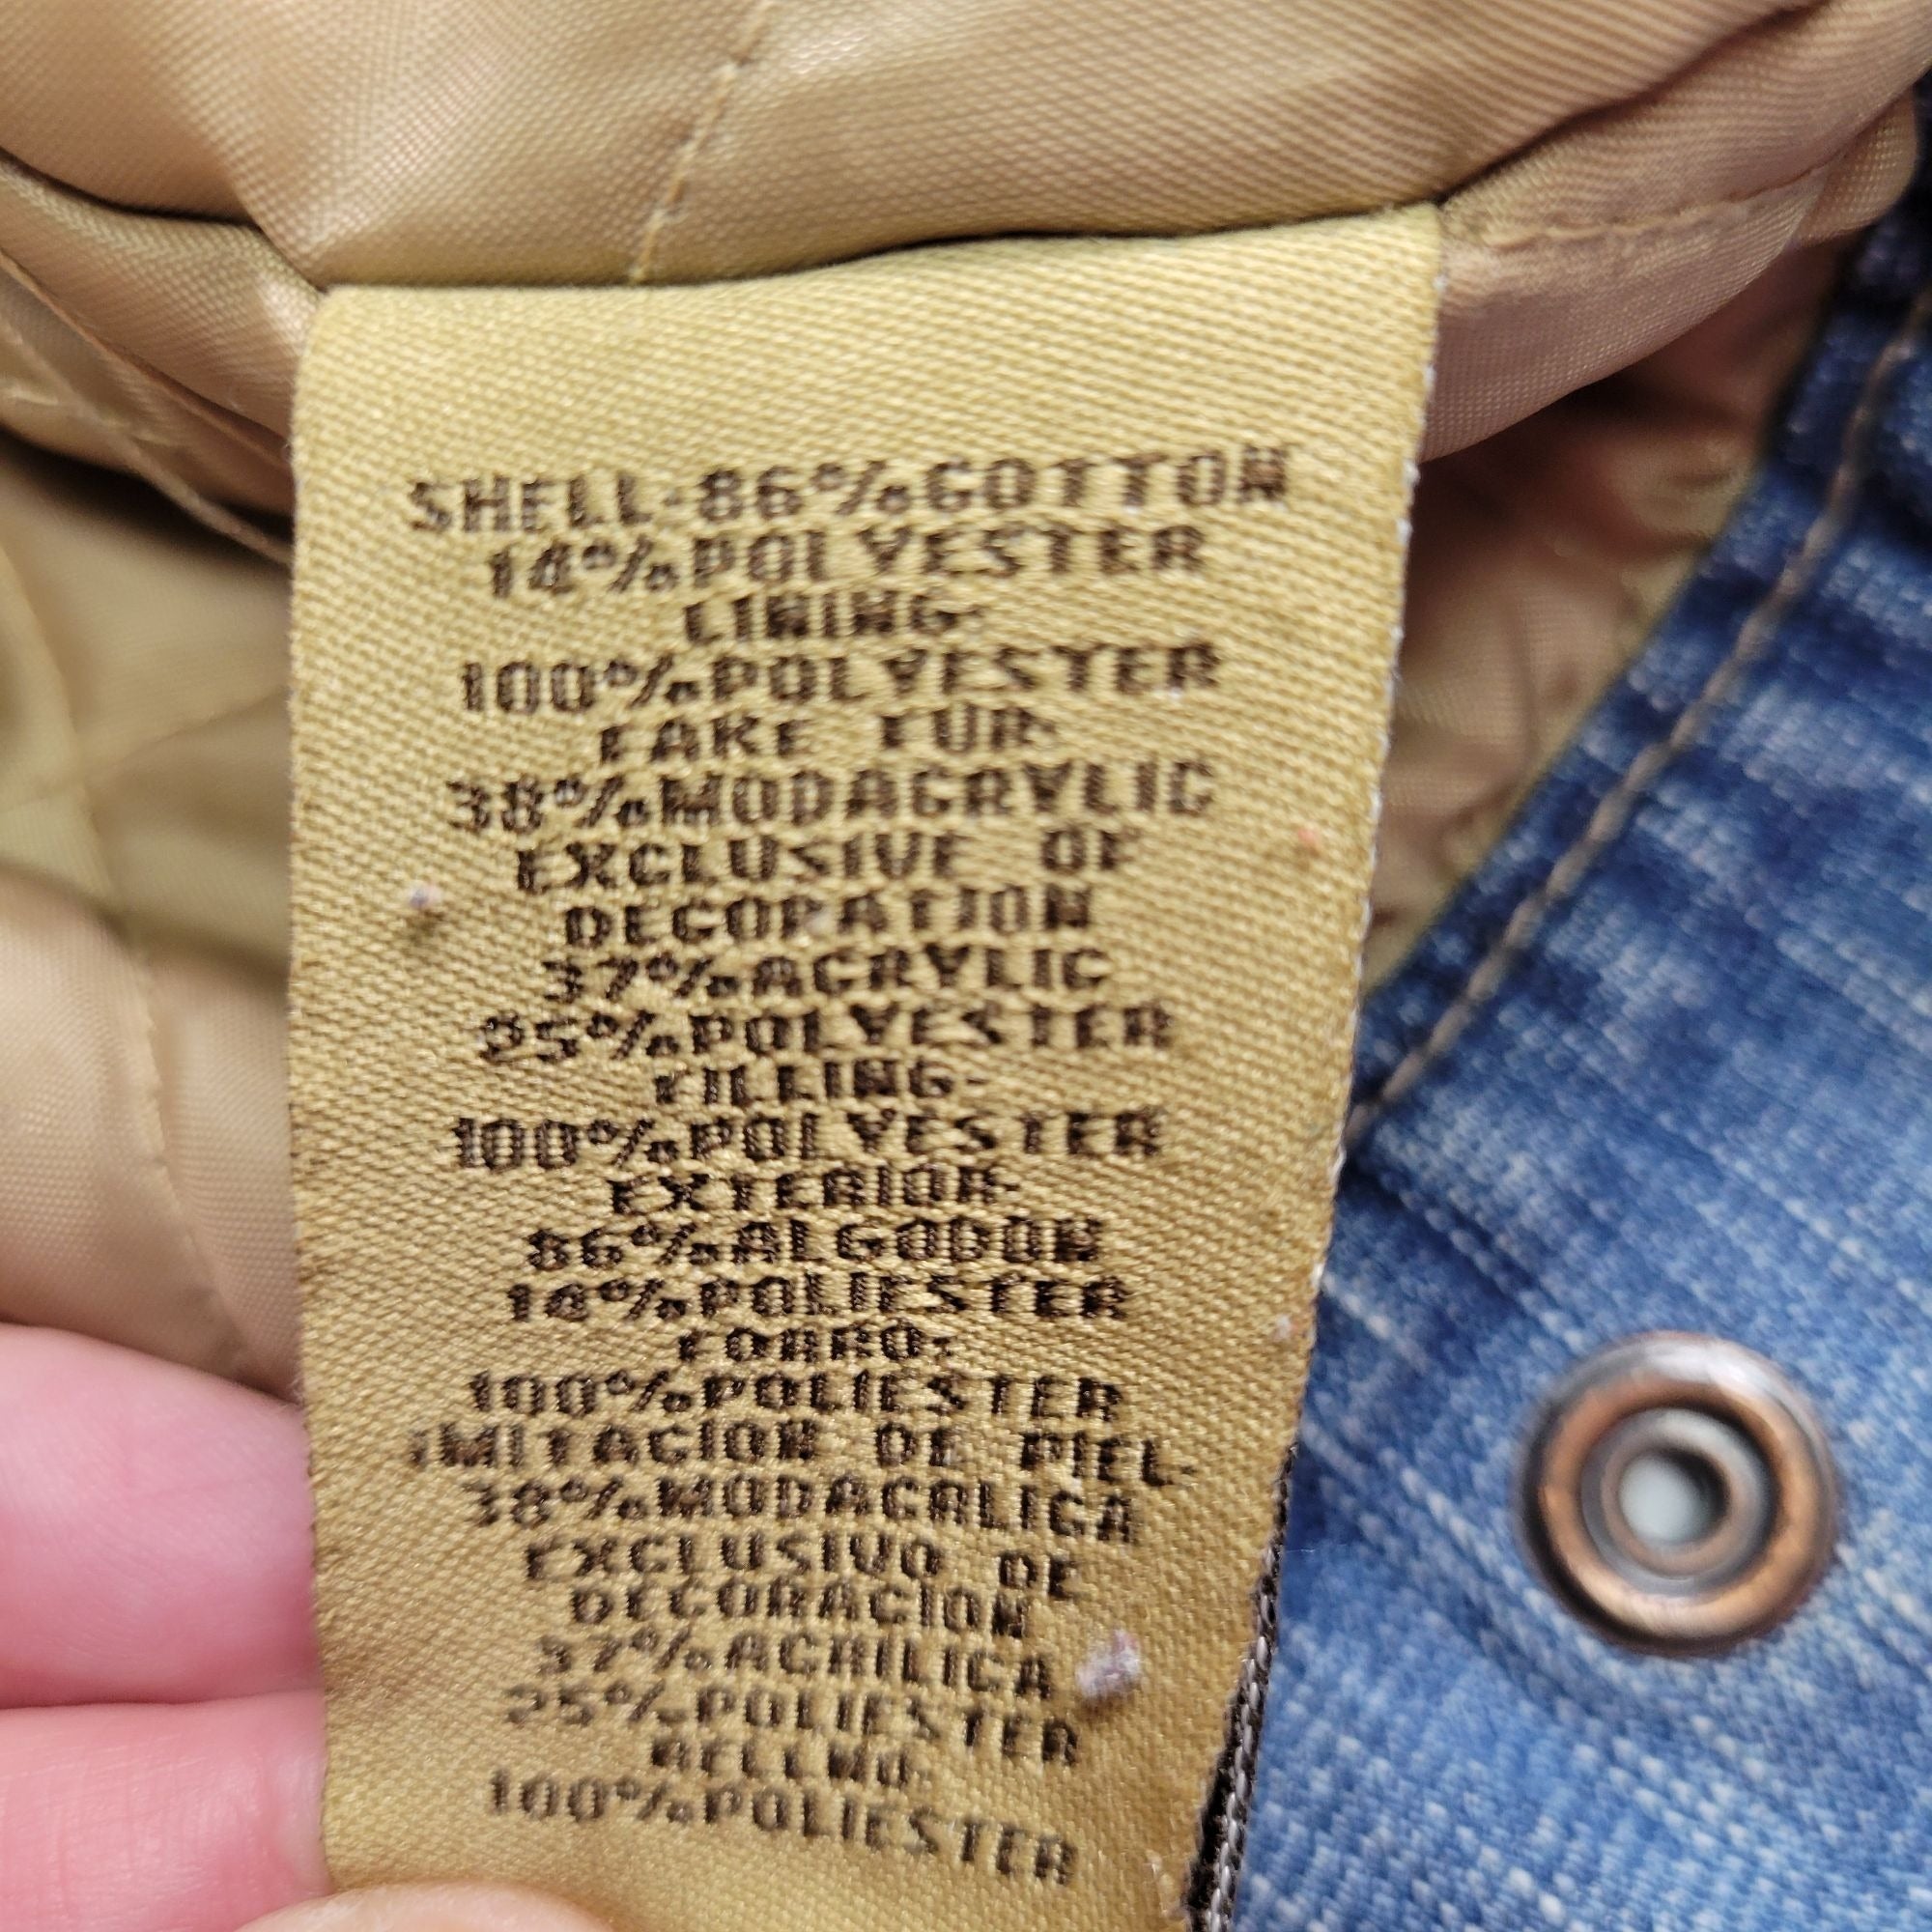 SHELL-86%COTTON
14%POLYESTER
LINING-
100%POLYESTER
FAKE FUR-
38%MODACRYLIC
EXCLUSIVE OF
DECORATION
37%ACRYLIC
25%POLYESTER
FILLING-
100%POLYESTER
EXTERIOR-
86%ALGODON
14%POLIESTER
FORRO:
100%POLIESTER
IMITACION DE PIEL-
38%MODACRLICA
EXCLUSIVO DE
DECORACION
37%ACRILICA
25%POLIESTER
RELLNO-
100%POLIESTER